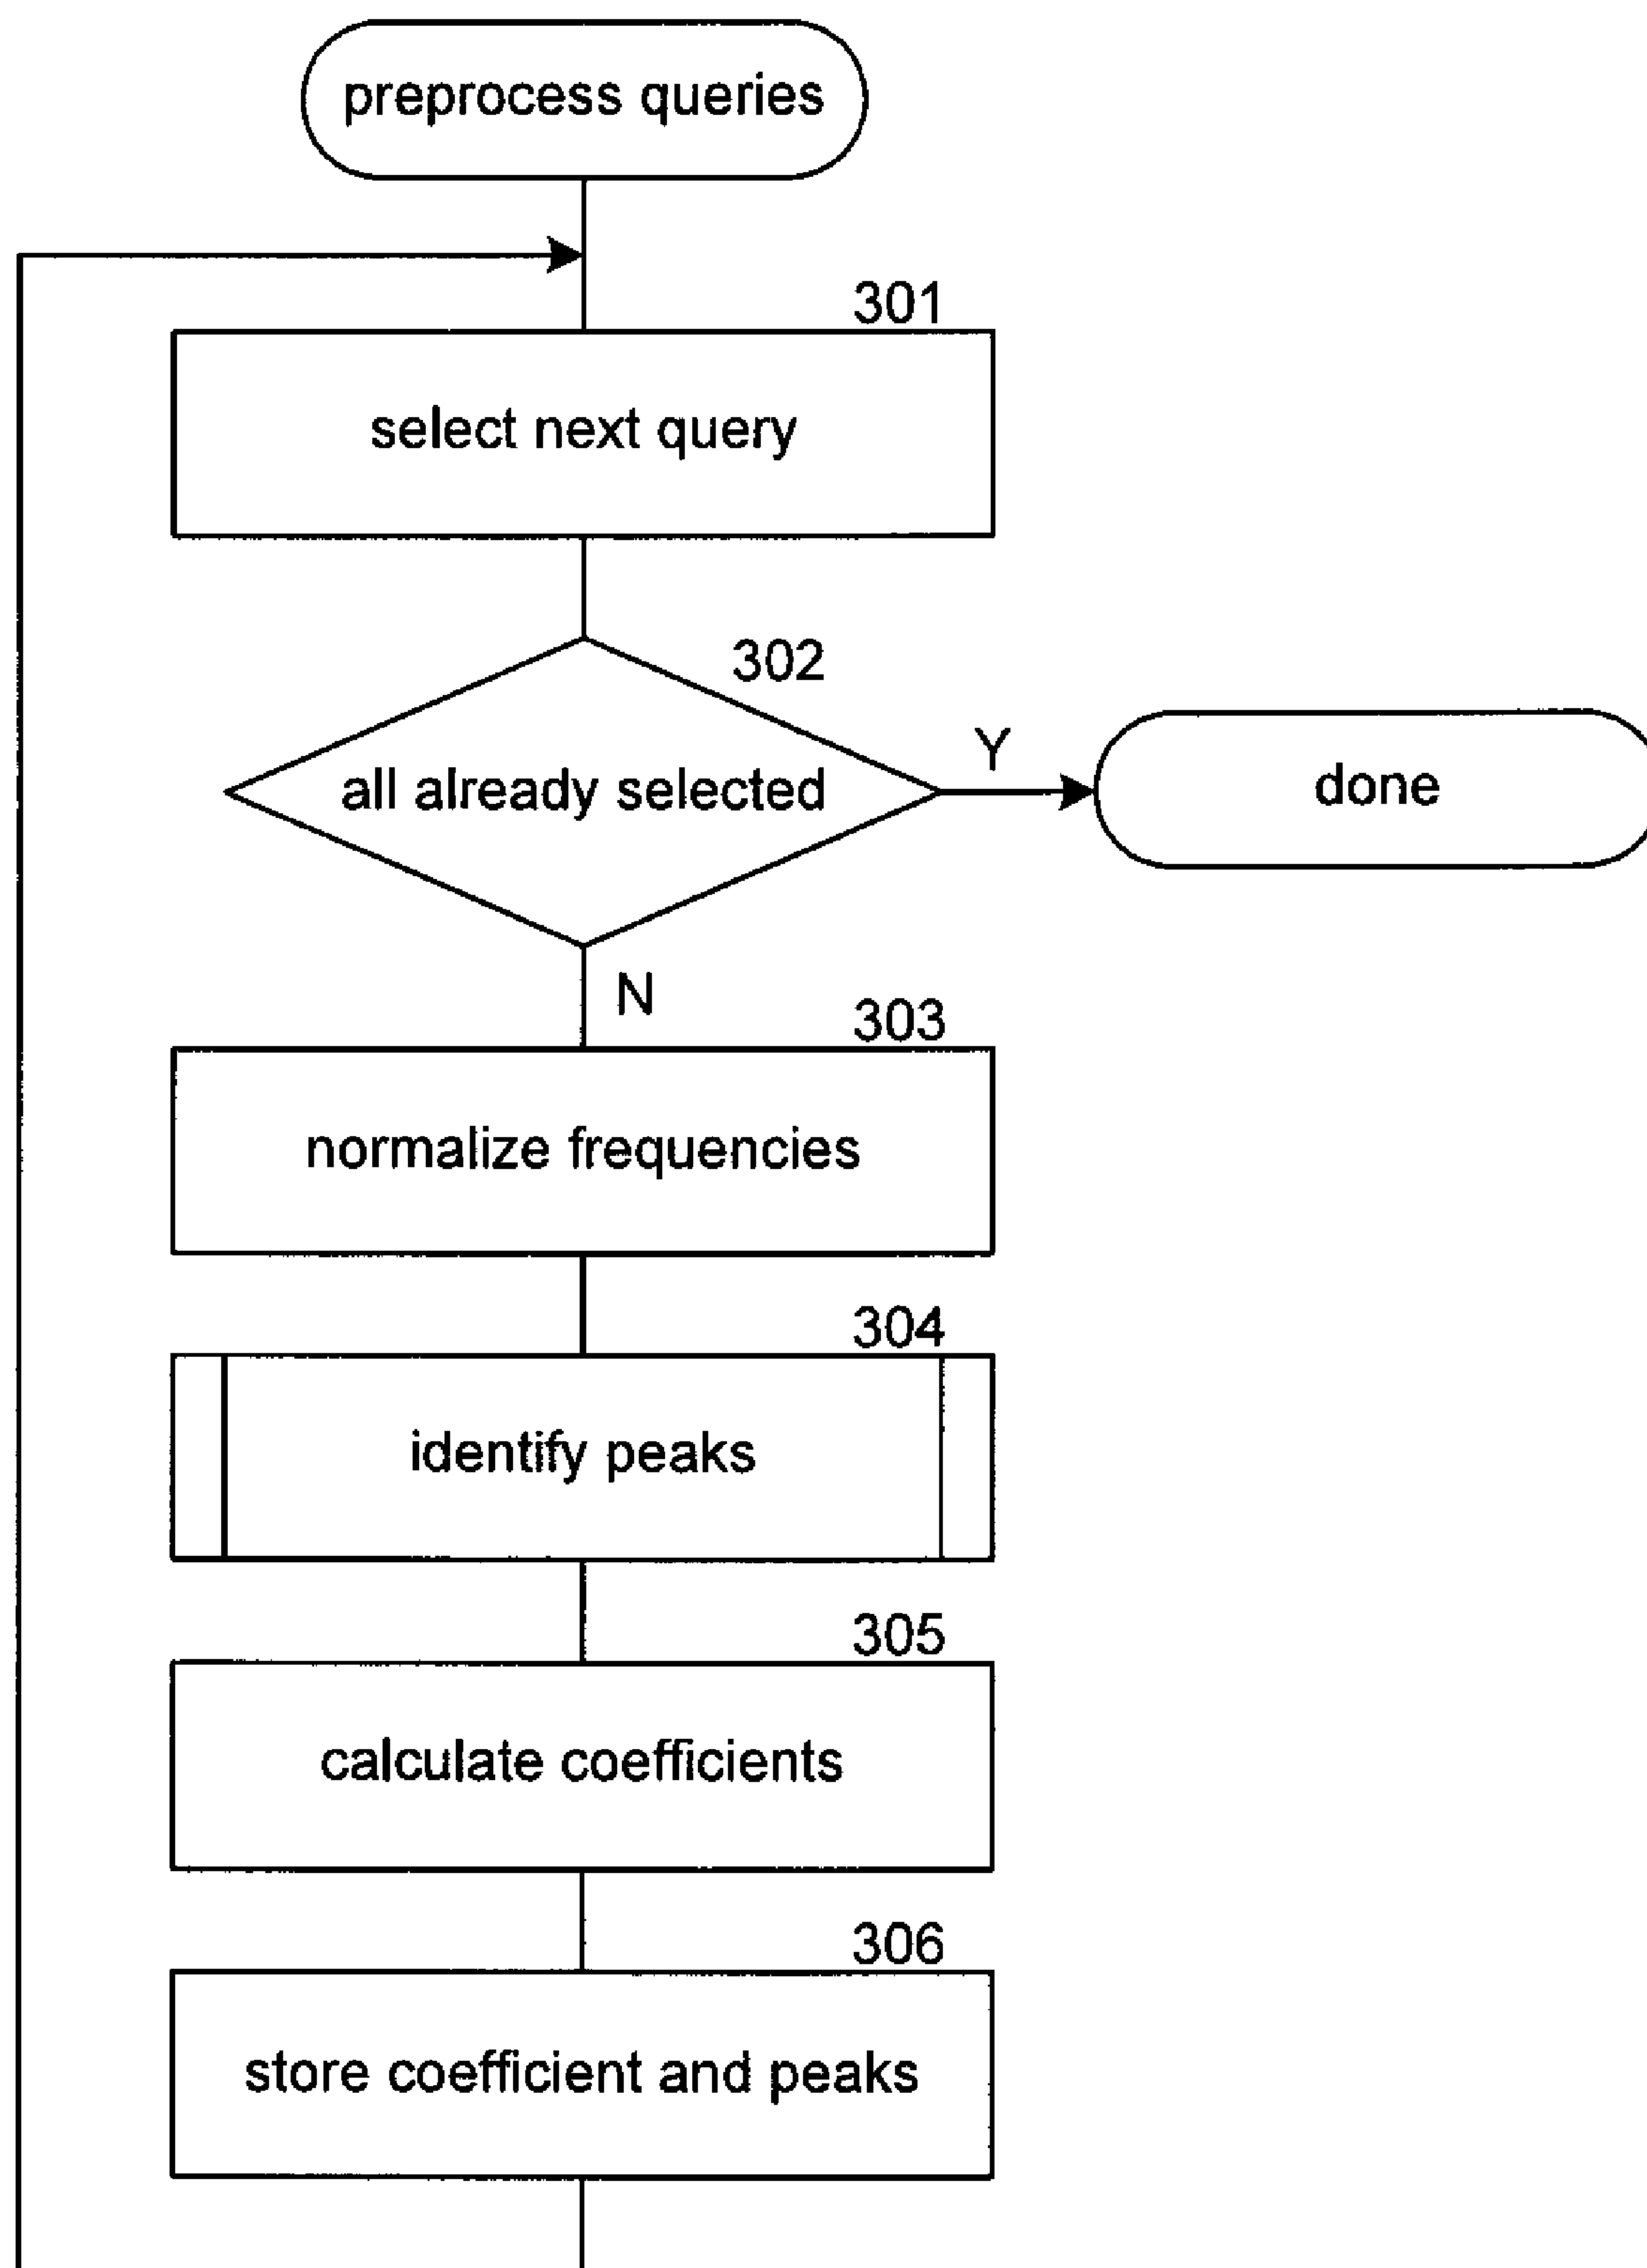 preprocess queries
301
select next query
302
all already selected
Y
done
N
303
normalize frequencies
304
identify peaks
305
calculate coefficients
306
store coefficient and peaks